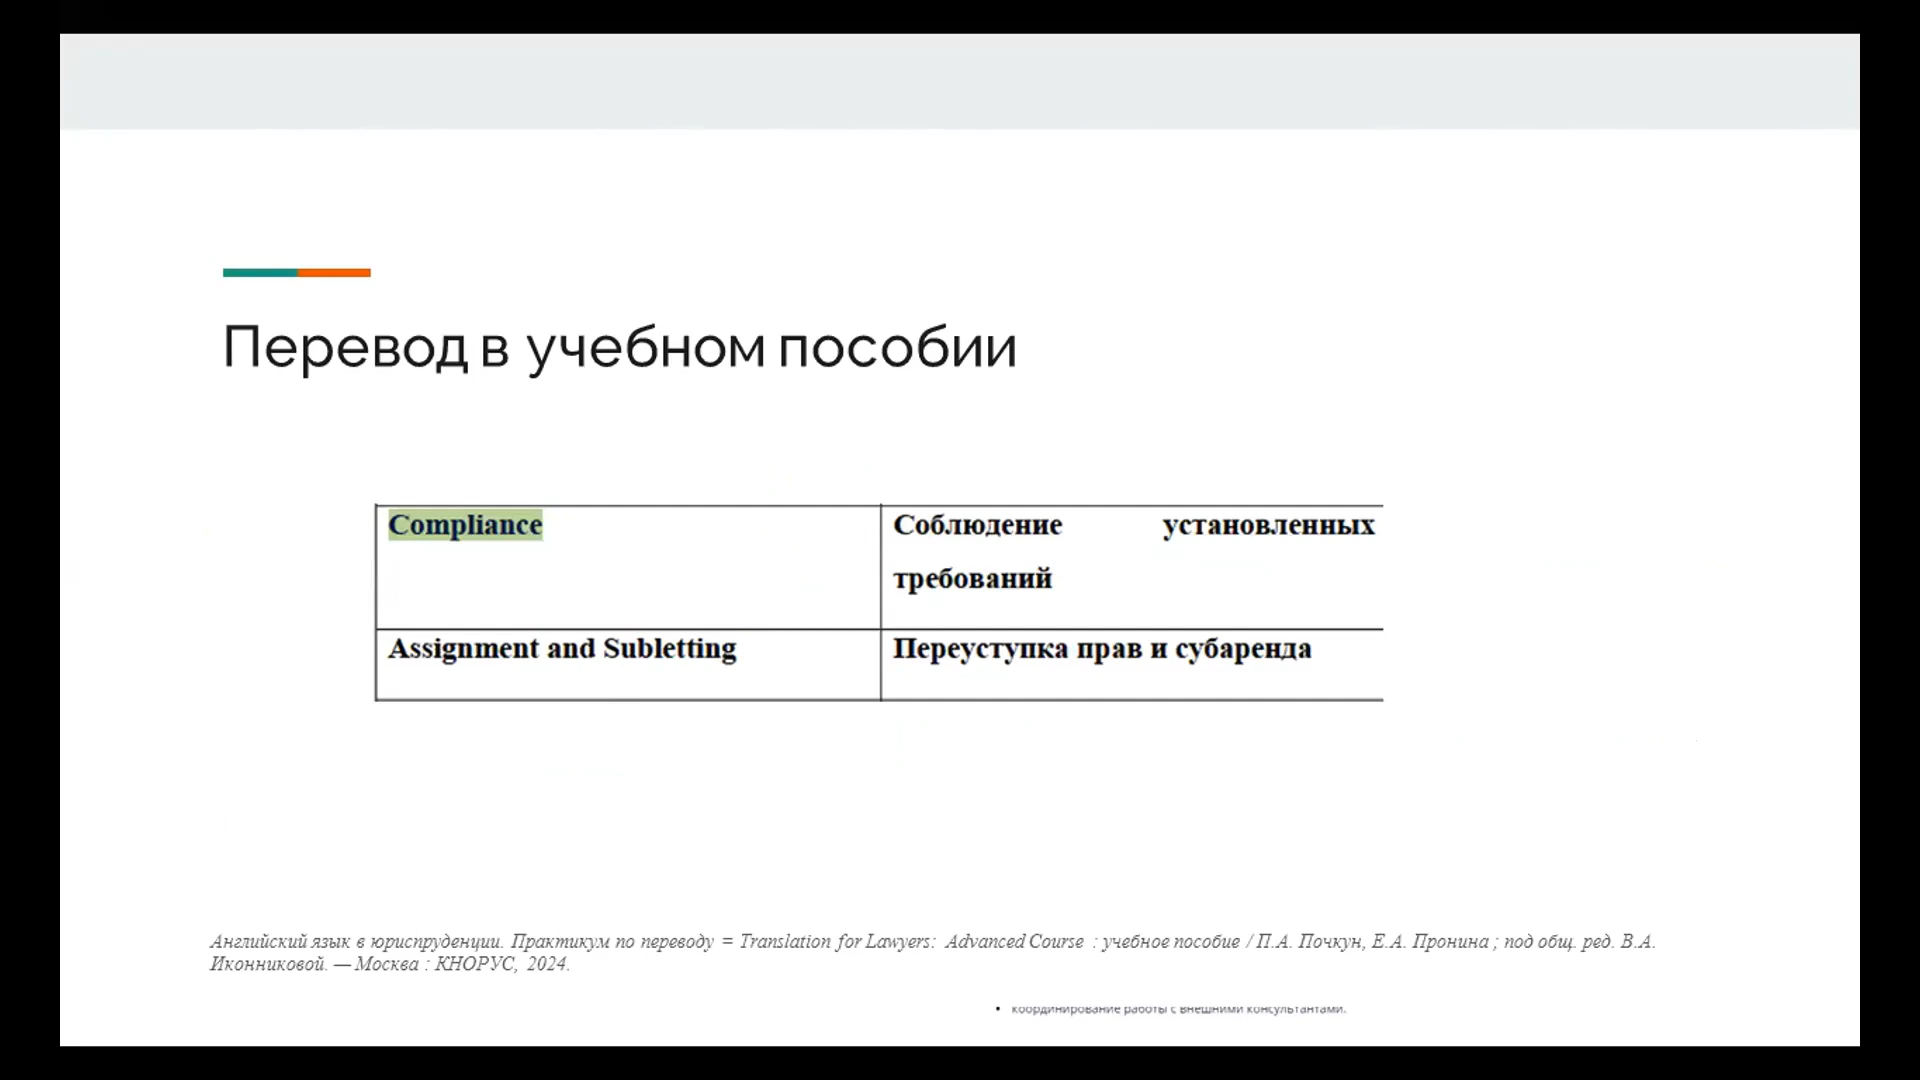 Перевод в учебном пособии
Compliance
Соблюдение установленных
требований
Assignment and Subletting
Переуступка прав и субаренда
Английский язык в юриспруденции. Практикум по переводу = Translation for Lawyers: Advanced Course : учебное пособие / П.А. Почкун, Е.А. Пронина ; под общ. ред. В.А.
Иконниковой. — Москва : КНОРУС, 2024.
• координирование работы с внешними консультантами.